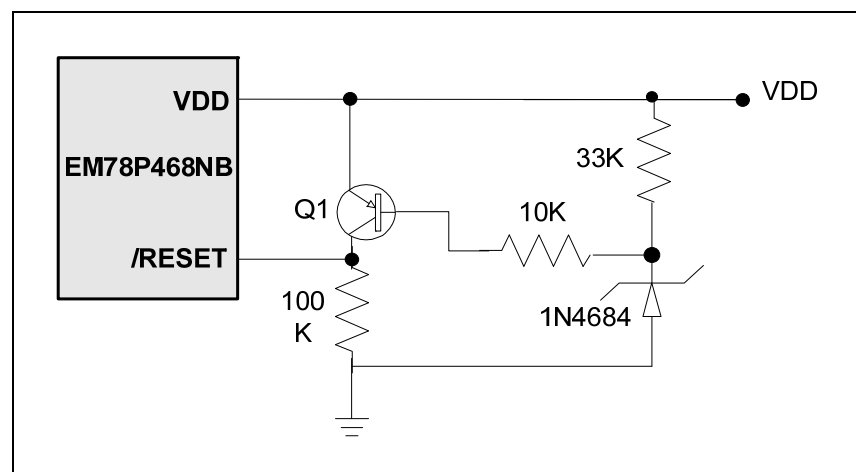 VDD
VDD
EM78P468NB
33K
Q1
10K
/RESET
100
K
1N4684